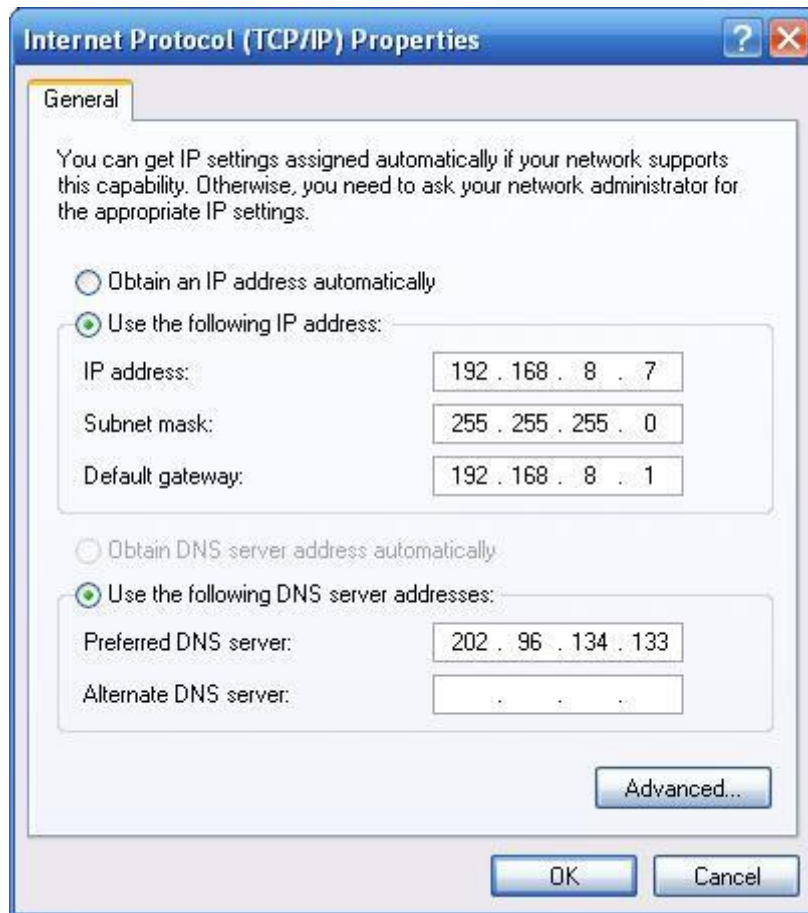 Internet Protocol (TCP/IP) Properties
General
You can get IP settings assigned automatically if your network supports
this capability. Otherwise, you need to ask your network administrator for
the appropriate IP settings.
Obtain an IP address automatically
Use the following IP address:
IP address: 192 . 168 . 8 . 7
Subnet mask: 255 . 255 . 255 . 0
Default gateway: 192 . 168 . 8 . 1
Obtain DNS server address automatically
Use the following DNS server addresses:
Preferred DNS server: 202 . 96 . 134 . 133
Alternate DNS server: . . .
Advanced...
OK Cancel